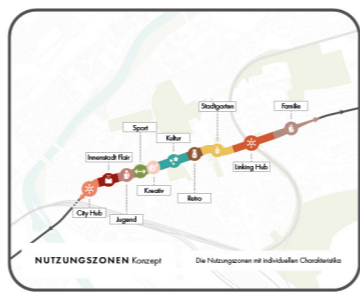 Familie
Stadtgarten
Sport
Kultur
Innenstadt Flair
Linking Hub
Kreativ
Retro
Jugend
City Hub
NUTZUNGSZONEN Konzept
Die Nutzungszonen mit individuellen Charakteristika